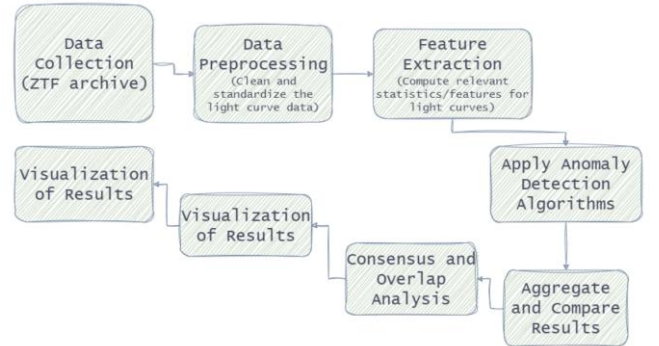 Data
Collection
(ZTF archive)
Data
Preprocessing
(Clean and
standardize the
light curve data)
Feature
Extraction
(Compute relevant
statistics/features for
light curves)
Apply Anomaly
Detection
Algorithms
Aggregate
and Compare
Results
Consensus and
Overlap
Analysis
Visualization
of Results
Visualization
of Results